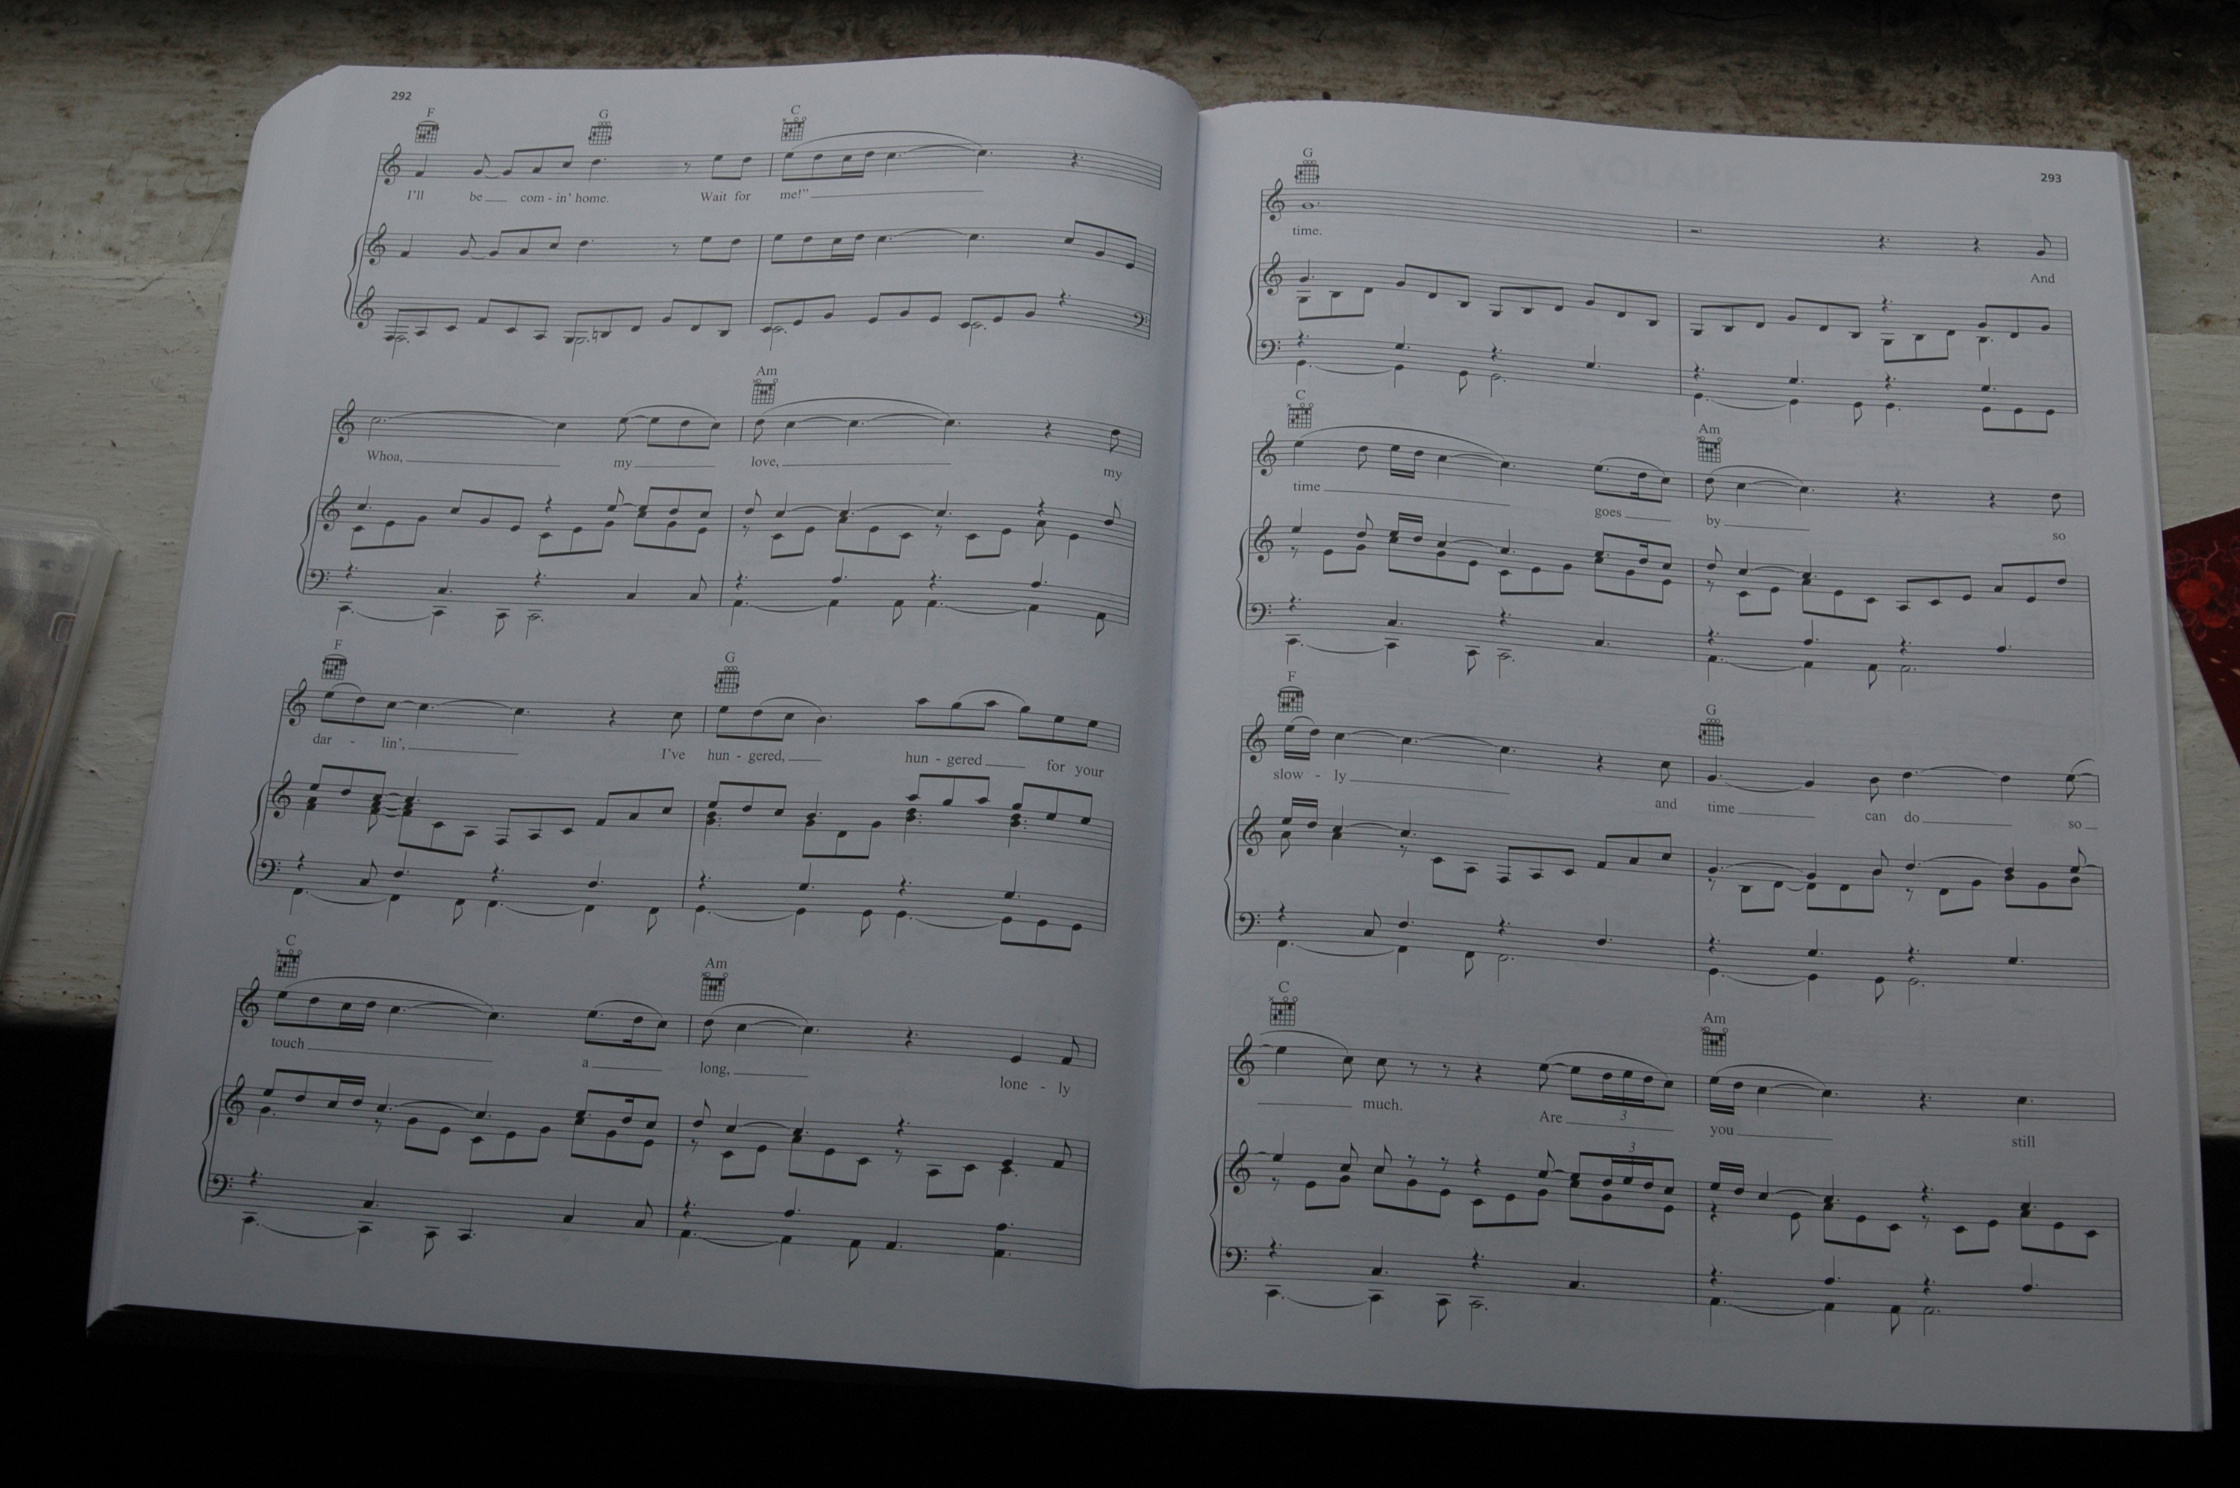 292
F G C
I'll be com - in' home. Wait for me!"
Am
Whoa, my love, my
F G
dar - lin', I've hun - gered, hun - gered for your
C Am
touch a long, lone - ly
293
G
time. And
C Am
time goes by so
F G
slow - ly and time can do so
C Am
much. Are you still
3
3